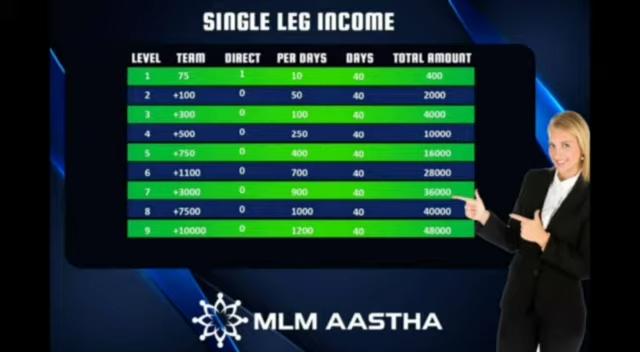 SINGLE LEG INCOME
LEVEL TEAM DIRECT PER DAYS DAYS TOTAL AMOUNT
1 75 1 10 40 400
2 +100 0 50 40 2000
3 +300 0 100 40 4000
4 +500 0 250 40 10000
5 +750 0 400 40 16000
6 +1100 0 700 40 28000
7 +3000 0 900 40 36000
8 +7500 0 1000 40 40000
9 +10000 0 1200 40 48000
MLM AASTHA